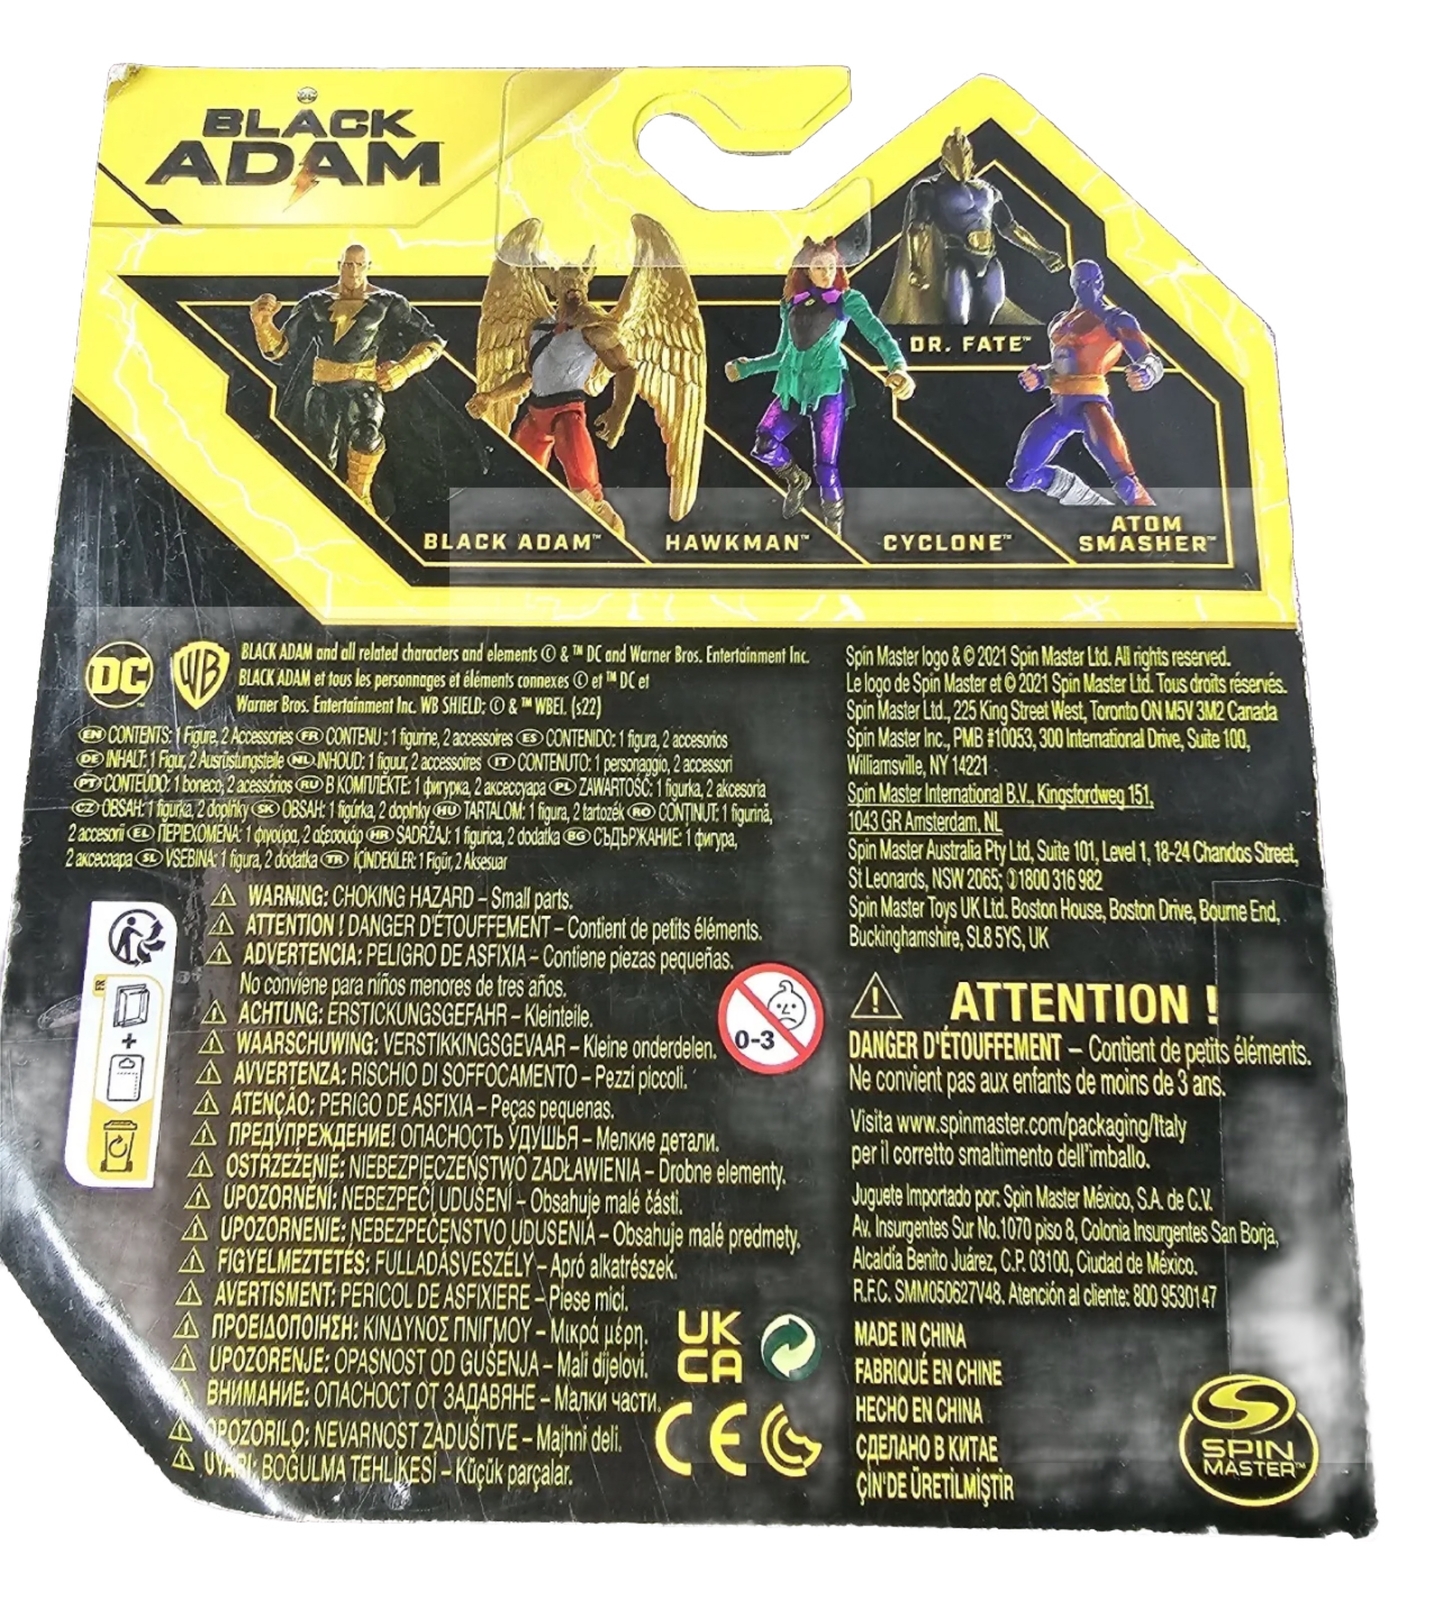 DC
BLACK
ADAM
DR. FATE™
BLACK ADAM™
HAWKMAN™
CYCLONE™
ATOM
SMASHER™
DC
WB
BLACK ADAM and all related characters and elements © & ™ DC and Warner Bros. Entertainment Inc.
BLACK ADAM et tous les personnages et éléments connexes © et ™ DC et
Warner Bros. Entertainment Inc. WB SHIELD: © & ™ WBEI. (s22)
EN CONTENTS: 1 Figure, 2 Accessories FR CONTENU : 1 figurine, 2 accessoires ES CONTENIDO: 1 figura, 2 accesorios
DE INHALT: 1 Figur, 2 Ausrüstungsteile NL INHOUD: 1 figuur, 2 accessoires IT CONTENUTO: 1 personaggio, 2 accessori
PT CONTEÚDO: 1 boneco, 2 acessórios RU В КОМПЛЕКТЕ: 1 фигурка, 2 аксессуара PL ZAWARTOŚĆ: 1 figurka, 2 akcesoria
CZ OBSAH: 1 figurka, 2 doplňky SK OBSAH: 1 figúrka, 2 doplnky HU TARTALOM: 1 figura, 2 tartozék RO CONȚINUT: 1 figurină,
2 accesorii EL ΠΕΡΙΕΧΟΜΕΝΑ: 1 φιγούρα, 2 αξεσουάρ HR SADRŽAJ: 1 figurica, 2 dodatka BG СЪДЪРЖАНИЕ: 1 фигура,
2 аксесоара SL VSEBINA: 1 figura, 2 dodatka TR İÇİNDEKİLER: 1 Figür, 2 Aksesuar
WARNING: CHOKING HAZARD – Small parts.
ATTENTION ! DANGER D'ÉTOUFFEMENT – Contient de petits éléments.
ADVERTENCIA: PELIGRO DE ASFIXIA – Contiene piezas pequeñas.
No conviene para niños menores de tres años.
ACHTUNG: ERSTICKUNGSGEFAHR – Kleinteile.
WAARSCHUWING: VERSTIKKINGSGEVAAR – Kleine onderdelen.
AVVERTENZA: RISCHIO DI SOFFOCAMENTO – Pezzi piccoli.
ATENÇÃO: PERIGO DE ASFIXIA – Peças pequenas.
ПРЕДУПРЕЖДЕНИЕ! ОПАСНОСТЬ УДУШЬЯ – Мелкие детали.
OSTRZEŻENIE: NIEBEZPIECZEŃSTWO ZADŁAWIENIA – Drobne elementy.
UPOZORNĚNÍ: NEBEZPEČÍ UDUŠENÍ – Obsahuje malé části.
UPOZORNENIE: NEBEZPEČENSTVO UDUSENIA – Obsahuje malé predmety.
FIGYELMEZTETÉS: FULLADÁSVESZÉLY – Apró alkatrészek.
AVERTISMENT: PERICOL DE ASFIXIERE – Piese mici.
ΠΡΟΕΙΔΟΠΟΙΗΣΗ: ΚΙΝΔΥΝΟΣ ΠΝΙΓΜΟΥ – Μικρά μέρη.
UPOZORENJE: OPASNOST OD GUŠENJA – Mali dijelovi.
ВНИМАНИЕ: ОПАСНОСТ ОТ ЗАДАВЯНЕ – Малки части.
OPOZORILO: NEVARNOST ZADUŠITVE – Majhni deli.
UYARI: BOĞULMA TEHLİKESİ – Küçük parçalar.
FR
+
0-3
UK
CA
CE
Spin Master logo & © 2021 Spin Master Ltd. All rights reserved.
Le logo de Spin Master et © 2021 Spin Master Ltd. Tous droits réservés.
Spin Master Ltd., 225 King Street West, Toronto ON M5V 3M2 Canada
Spin Master Inc., PMB #10053, 300 International Drive, Suite 100,
Williamsville, NY 14221
Spin Master International B.V., Kingsfordweg 151,
1043 GR Amsterdam, NL
Spin Master Australia Pty Ltd, Suite 101, Level 1, 18-24 Chandos Street,
St Leonards, NSW 2065; 1800 316 982
Spin Master Toys UK Ltd. Boston House, Boston Drive, Bourne End,
Buckinghamshire, SL8 5YS, UK
ATTENTION !
DANGER D'ÉTOUFFEMENT – Contient de petits éléments.
Ne convient pas aux enfants de moins de 3 ans.
Visita www.spinmaster.com/packaging/Italy
per il corretto smaltimento dell'imballo.
Juguete Importado por: Spin Master México, S.A. de C.V.
Av. Insurgentes Sur No.1070 piso 8, Colonia Insurgentes San Borja,
Alcaldía Benito Juárez, C.P. 03100, Ciudad de México.
R.F.C. SMM050627V48. Atención al cliente: 800 9530147
MADE IN CHINA
FABRIQUÉ EN CHINE
HECHO EN CHINA
СДЕЛАНО В КИТАЕ
ÇİN'DE ÜRETİLMİŞTİR
SPIN
MASTER™